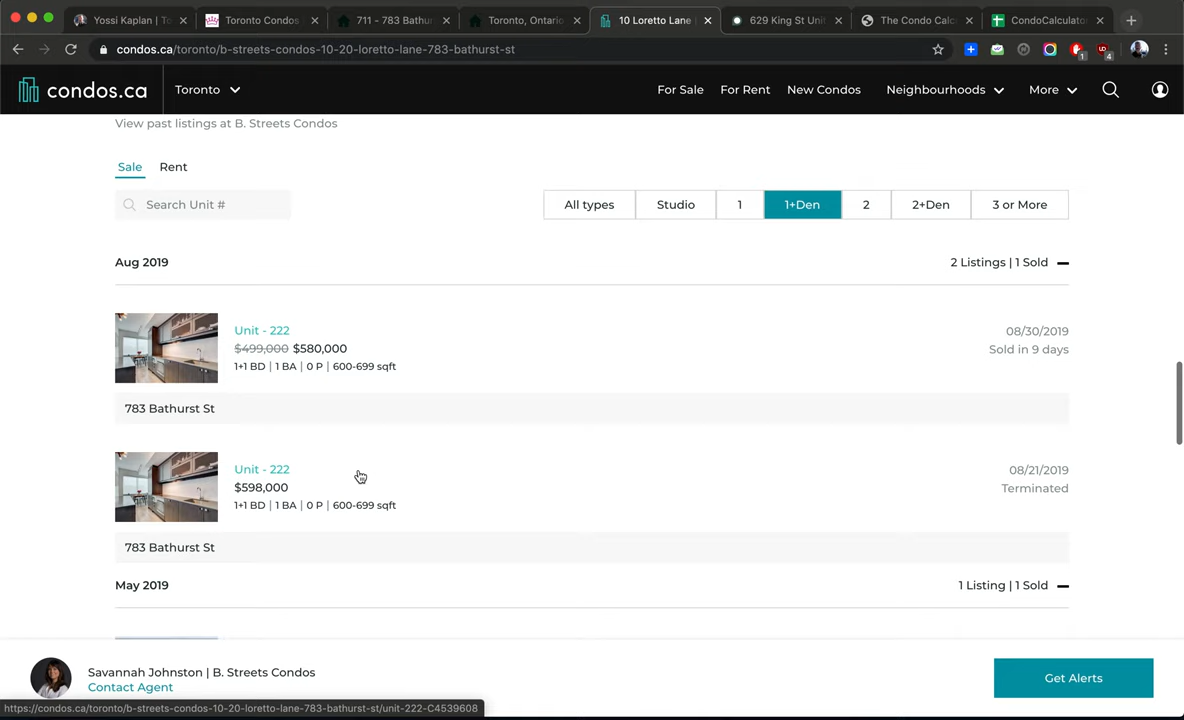 Yossi Kaplan | To
Toronto Condos
711 - 783 Bathur
Toronto, Ontario
10 Loretto Lane
629 King St Unit
The Condo Calc
CondoCalculator
condos.ca/toronto/b-streets-condos-10-20-loretto-lane-783-bathurst-st
1
4
condos.ca
Toronto
For Sale
For Rent
New Condos
Neighbourhoods
More
View past listings at B. Streets Condos
Sale
Rent
Search Unit #
All types
Studio
1
1+Den
2
2+Den
3 or More
Aug 2019
2 Listings | 1 Sold
Unit - 222
08/30/2019
$499,000 $580,000
Sold in 9 days
1+1 BD | 1 BA | 0 P | 600-699 sqft
783 Bathurst St
Unit - 222
08/21/2019
$598,000
Terminated
1+1 BD | 1 BA | 0 P | 600-699 sqft
783 Bathurst St
May 2019
1 Listing | 1 Sold
Savannah Johnston | B. Streets Condos
Contact Agent
Get Alerts
https://condos.ca/toronto/b-streets-condos-10-20-loretto-lane-783-bathurst-st/unit-222-C4539608